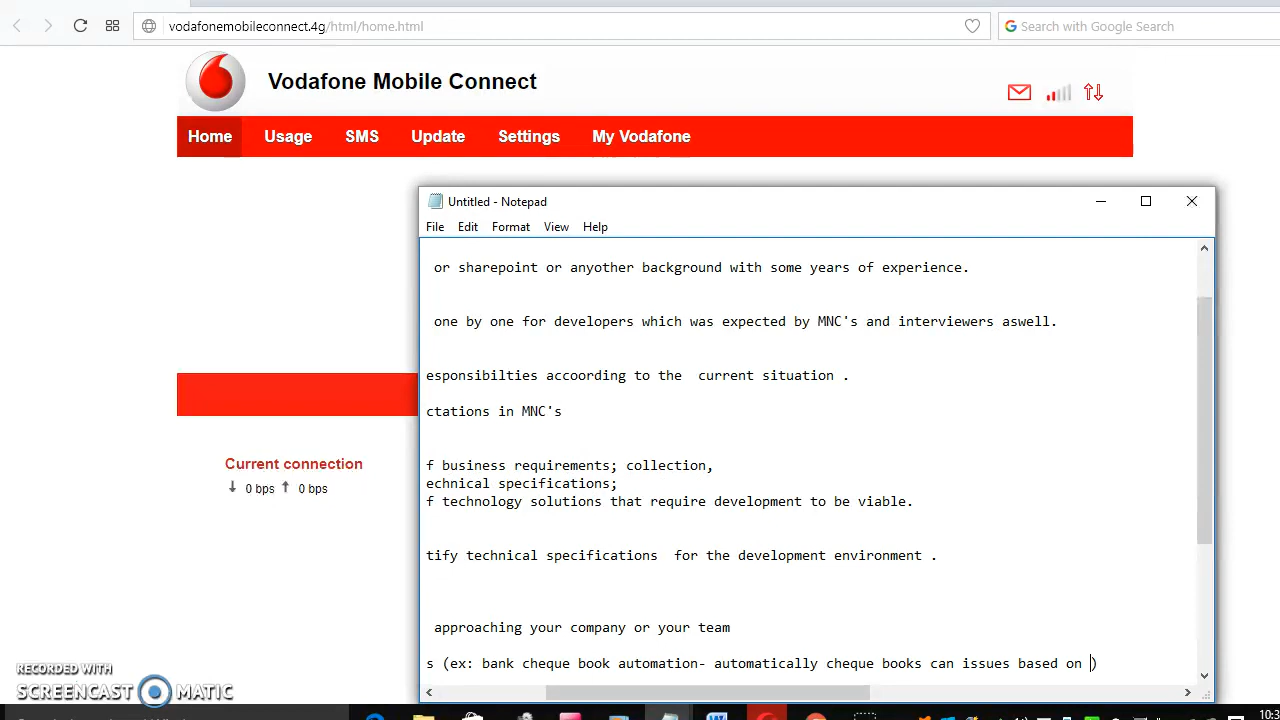 vodafonemobileconnect.4g/html/home.html
Search with Google Search
Vodafone Mobile Connect
Home Usage SMS Update Settings My Vodafone
Untitled - Notepad
File Edit Format View Help
or sharepoint or anyother background with some years of experience.
one by one for developers which was expected by MNC's and interviewers aswell.
esponsibilties accoording to the current situation .
ctations in MNC's
Current connection
0 bps 0 bps
f business requirements; collection,
echnical specifications;
f technology solutions that require development to be viable.
tify technical specifications for the development environment .
approaching your company or your team
s (ex: bank cheque book automation- automatically cheque books can issues based on )
RECORDED WITH
SCREENCAST MATIC
10:3